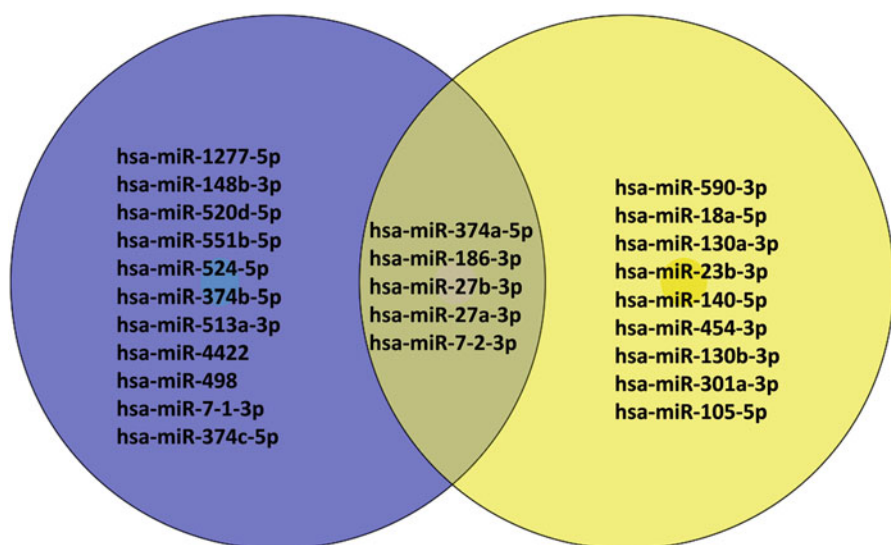 hsa-miR-1277-5p
hsa-miR-148b-3p
hsa-miR-520d-5p
hsa-miR-551b-5p
hsa-miR-524-5p
hsa-miR-374b-5p
hsa-miR-513a-3p
hsa-miR-4422
hsa-miR-498
hsa-miR-7-1-3p
hsa-miR-374c-5p
hsa-miR-374a-5p
hsa-miR-186-3p
hsa-miR-27b-3p
hsa-miR-27a-3p
hsa-miR-7-2-3p
hsa-miR-590-3p
hsa-miR-18a-5p
hsa-miR-130a-3p
hsa-miR-23b-3p
hsa-miR-140-5p
hsa-miR-454-3p
hsa-miR-130b-3p
hsa-miR-301a-3p
hsa-miR-105-5p